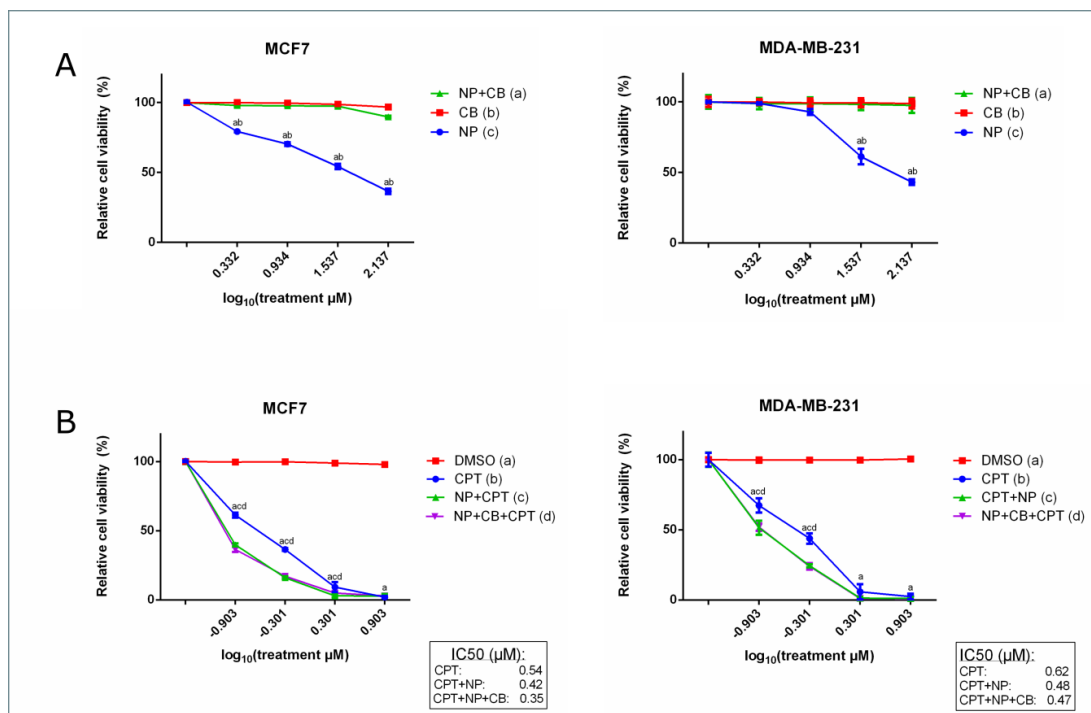 A
MCF7
Relative cell viability (%)
100
50
0
0.332
0.934
1.537
2.137
log10(treatment µM)
ab
ab
ab
ab
NP+CB (a)
CB (b)
NP (c)
MDA-MB-231
Relative cell viability (%)
100
50
0
0.332
0.934
1.537
2.137
log10(treatment µM)
ab
ab
NP+CB (a)
CB (b)
NP (c)
B
MCF7
Relative cell viability (%)
100
50
0
-0.903
-0.301
0.301
0.903
log10(treatment µM)
acd
acd
acd
a
DMSO (a)
CPT (b)
NP+CPT (c)
NP+CB+CPT (d)
IC50 (µM):
CPT: 0.54
CPT+NP: 0.42
CPT+NP+CB: 0.35
MDA-MB-231
Relative cell viability (%)
100
50
0
-0.903
-0.301
0.301
0.903
log10(treatment µM)
acd
acd
a
a
DMSO (a)
CPT (b)
CPT+NP (c)
NP+CB+CPT (d)
IC50 (µM):
CPT: 0.62
CPT+NP: 0.48
CPT+NP+CB: 0.47